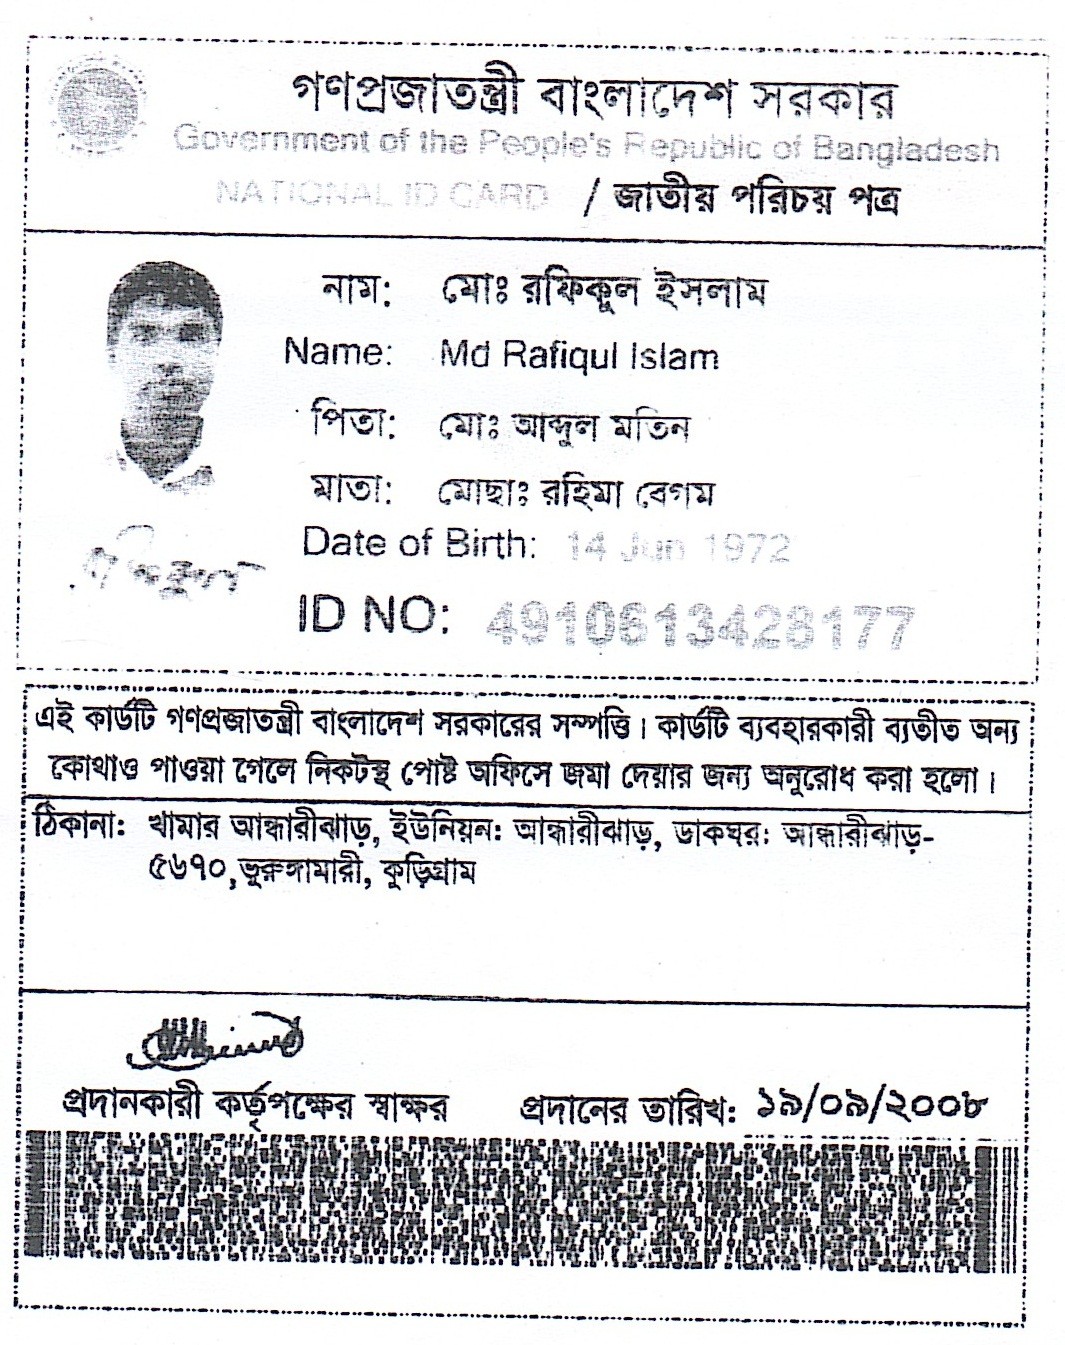 গণপ্রজাতন্ত্রী বাংলাদেশ সরকার
Government of the People's Republic of Bangladesh
NATIONAL ID CARD / জাতীয় পরিচয় পত্র
নাম: মোঃ রফিকুল ইসলাম
Name: Md Rafiqul Islam
পিতা: মোঃ আব্দুল মতিন
মাতা: মোছাঃ রহিমা বেগম
Date of Birth: 14 Jun 1972
ID NO: 4910613428177
এই কার্ডটি গণপ্রজাতন্ত্রী বাংলাদেশ সরকারের সম্পত্তি। কার্ডটি ব্যবহারকারী ব্যতীত অন্য
কোথাও পাওয়া গেলে নিকটস্থ পোষ্ট অফিসে জমা দেয়ার জন্য অনুরোধ করা হলো।
ঠিকানা: খামার আন্ধারীঝাড়, ইউনিয়ন: আন্ধারীঝাড়, ডাকঘর: আন্ধারীঝাড়-
৫৬৭০,ভুরুঙ্গামারী, কুড়িগ্রাম
প্রদানকারী কর্তৃপক্ষের স্বাক্ষর প্রদানের তারিখ: ১৯/০৯/২০০৮